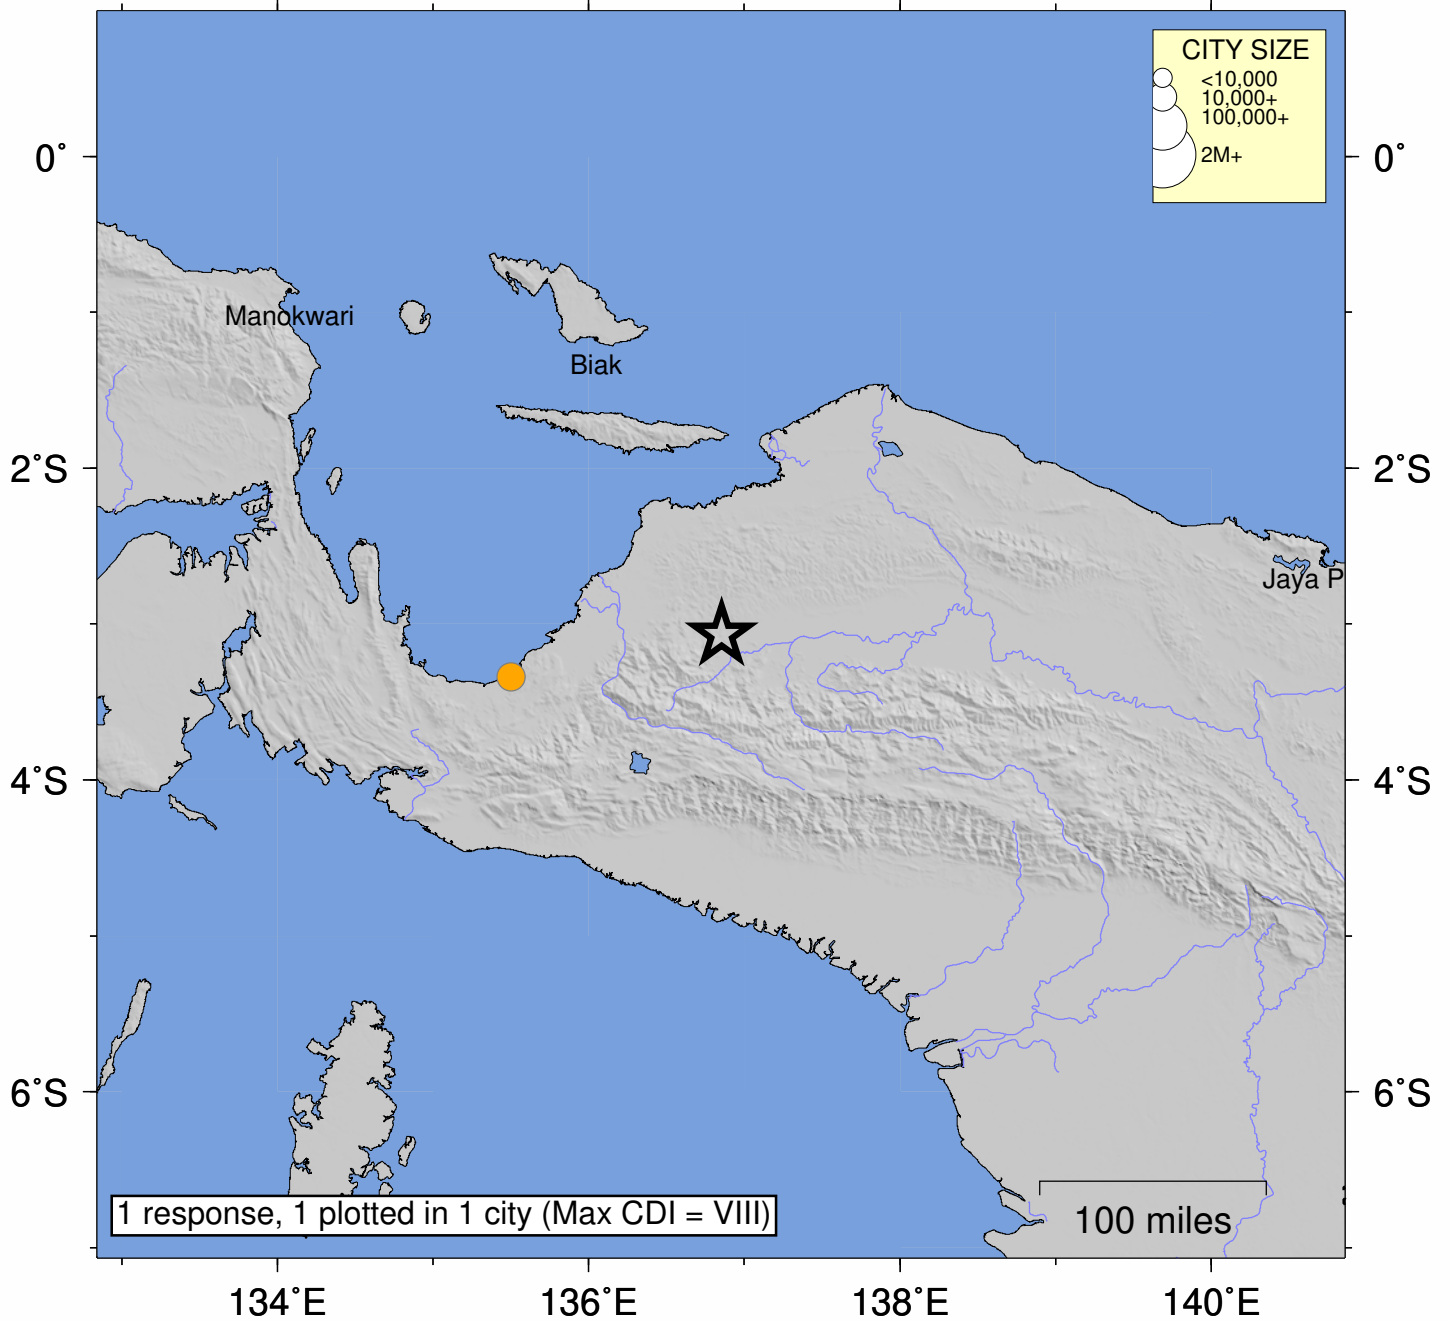 CITY SIZE
<10,000
10,000+
100,000+
2M+
0˚
0˚
Manokwari
Biak
2˚S
2˚S
Jaya P
4˚S
4˚S
6˚S
6˚S
1 response, 1 plotted in 1 city (Max CDI = VIII)
100 miles
134˚E
136˚E
138˚E
140˚E